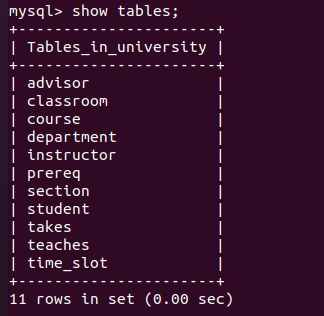 mysql> show tables;
+-----------------------+
| Tables_in_university |
+-----------------------+
| advisor              |
| classroom            |
| course               |
| department           |
| instructor           |
| prereq               |
| section              |
| student              |
| takes                |
| teaches              |
| time_slot            |
+-----------------------+
11 rows in set (0.00 sec)